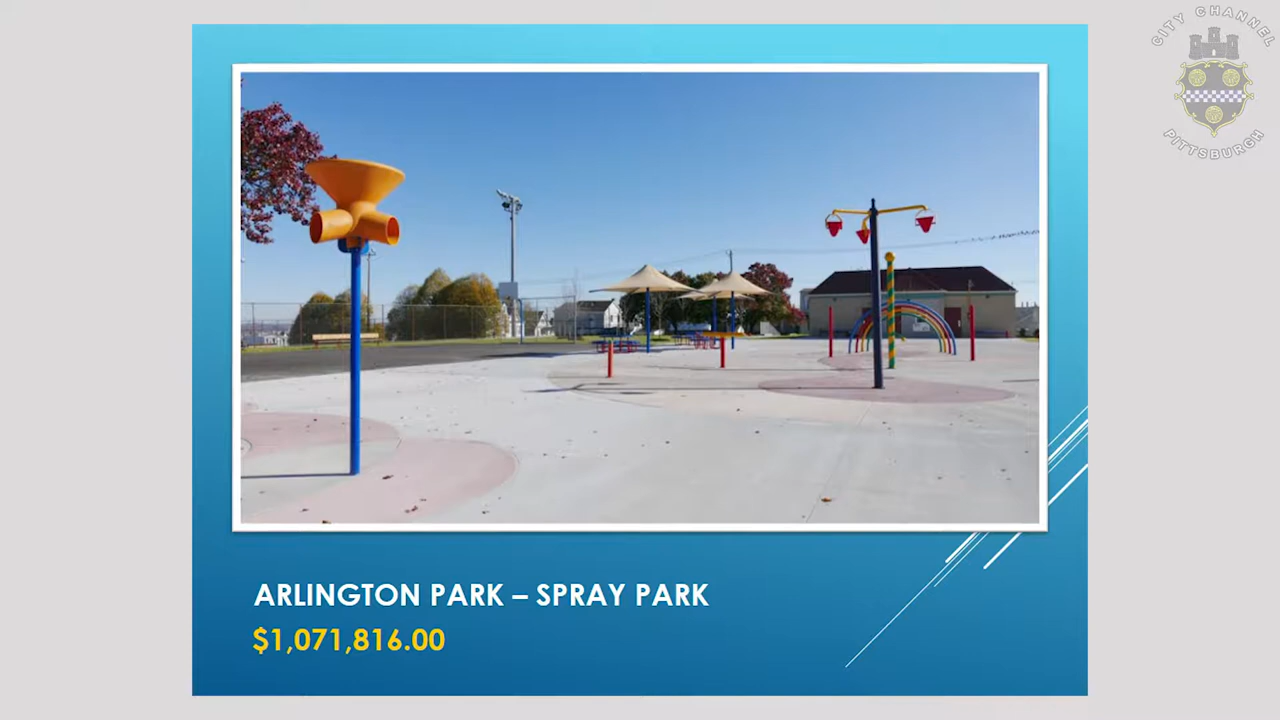 CITY CHANNEL
PITTSBURGH
ARLINGTON PARK – SPRAY PARK
$1,071,816.00